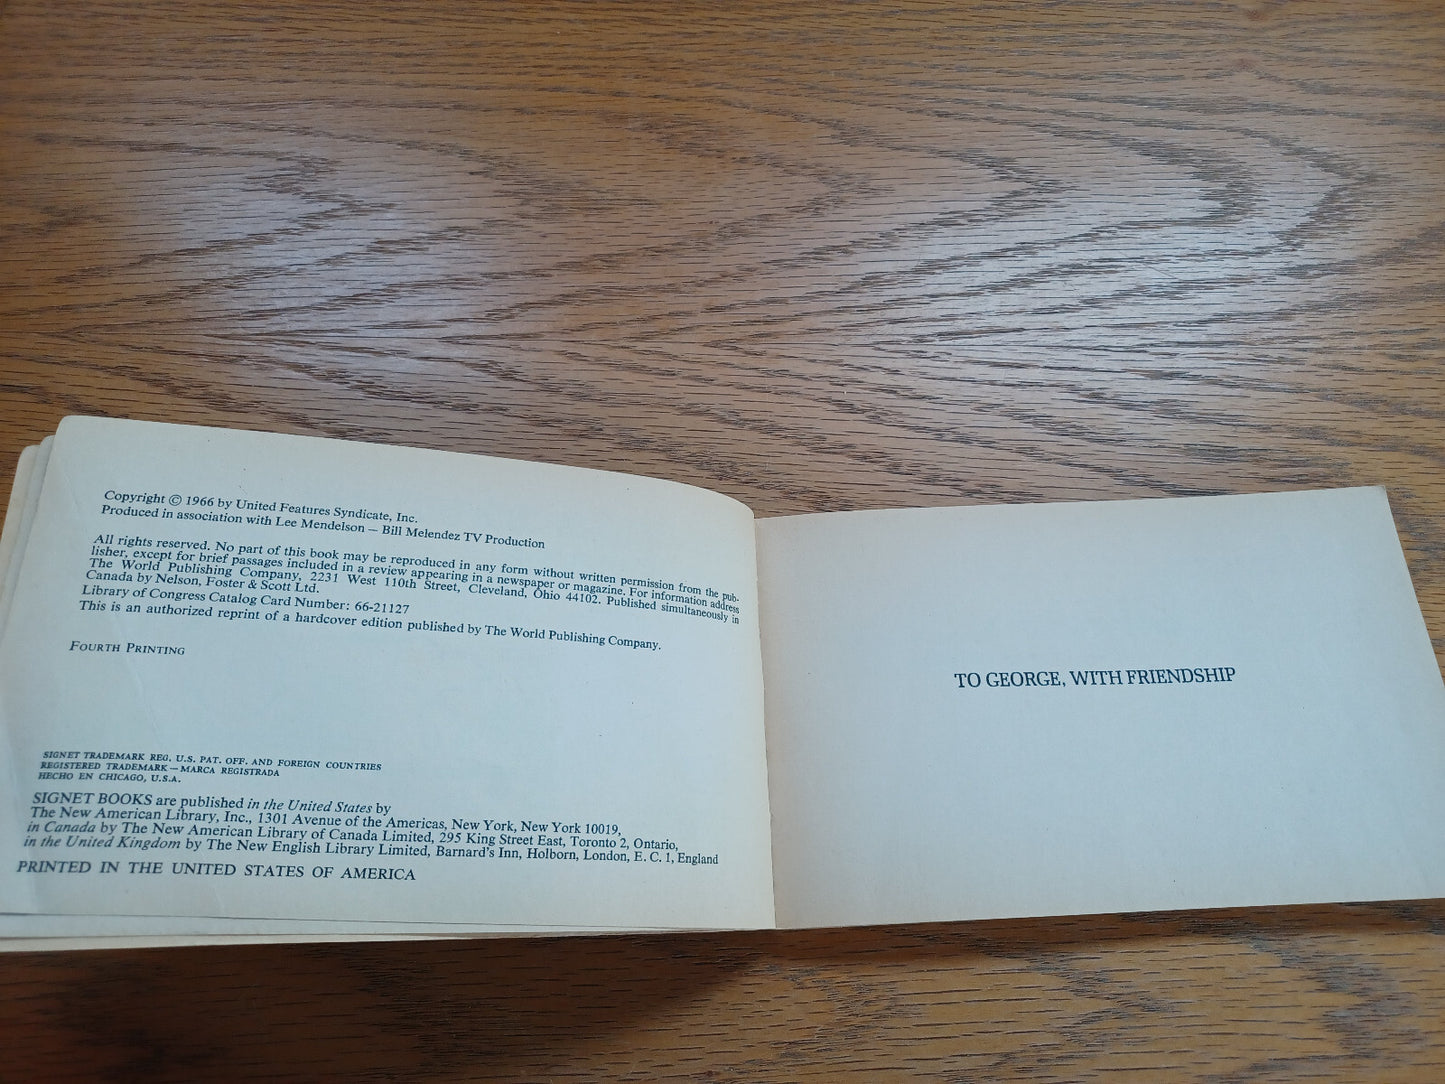 Copyright © 1966 by United Features Syndicate, Inc.
Produced in association with Lee Mendelson — Bill Melendez TV Production
All rights reserved. No part of this book may be reproduced in any form without written permission from the pub-
lisher, except for brief passages included in a review appearing in a newspaper or magazine. For information address
The World Publishing Company, 2231 West 110th Street, Cleveland, Ohio 44102. Published simultaneously in
Canada by Nelson, Foster & Scott Ltd.
Library of Congress Catalog Card Number: 66-21127
This is an authorized reprint of a hardcover edition published by The World Publishing Company.
FOURTH PRINTING
SIGNET TRADEMARK REG. U.S. PAT. OFF. AND FOREIGN COUNTRIES
REGISTERED TRADEMARK — MARCA REGISTRADA
HECHO EN CHICAGO, U.S.A.
SIGNET BOOKS are published in the United States by
The New American Library, Inc., 1301 Avenue of the Americas, New York, New York 10019,
in Canada by The New American Library of Canada Limited, 295 King Street East, Toronto 2, Ontario,
in the United Kingdom by The New English Library Limited, Barnard's Inn, Holborn, London, E. C. 1, England
PRINTED IN THE UNITED STATES OF AMERICA
TO GEORGE, WITH FRIENDSHIP